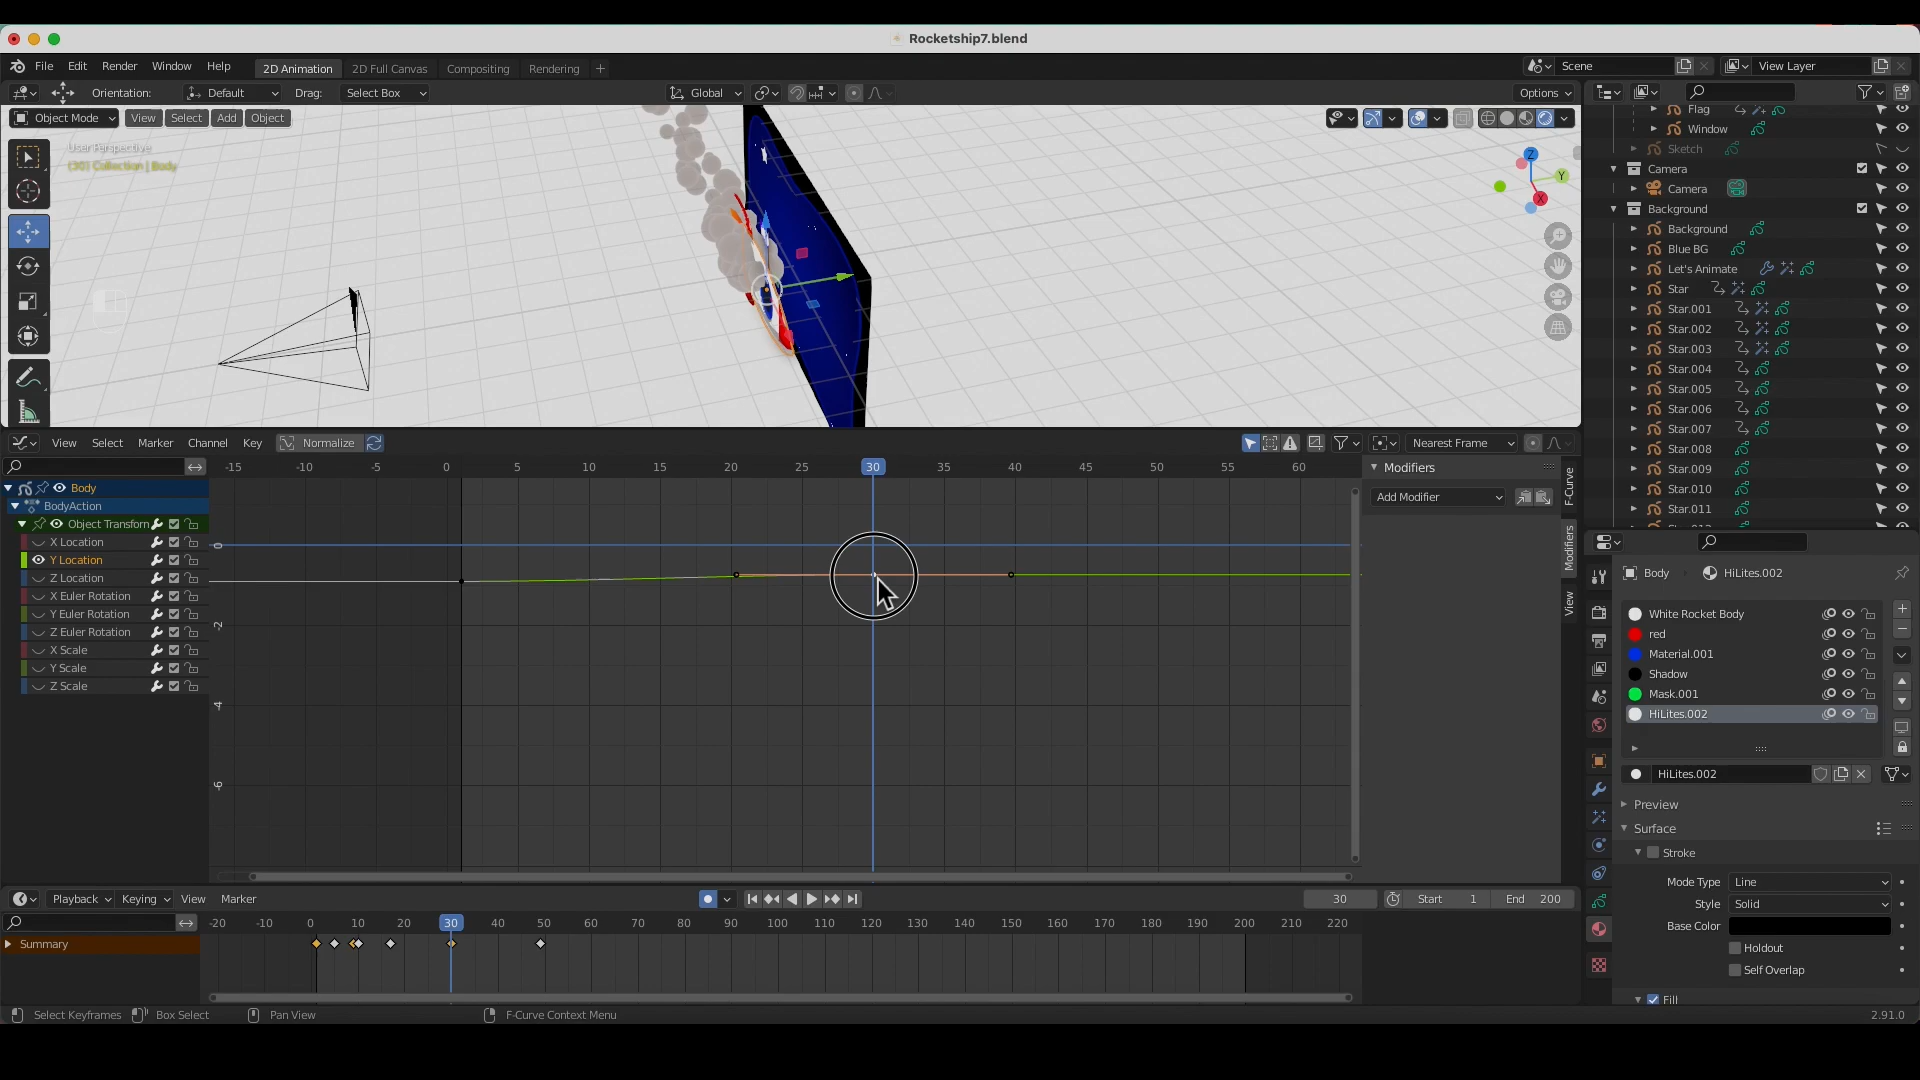 Rocketship7.blend
File Edit Render Window Help 2D Animation 2D Full Canvas Compositing Rendering + Scene View Layer
Orientation: Default Drag: Select Box Global Options
Object Mode View Select Add Object
User Perspective
(30) Collection | Body
Z
Y
X
Flag
Window
Sketch
Camera
Camera
Background
Background
Blue BG
Let's Animate
Star
Star.001
Star.002
Star.003
Star.004
Star.005
Star.006
Star.007
Star.008
Star.009
Star.010
Star.011
View Select Marker Channel Key Normalize Nearest Frame
-15 -10 -5 0 5 10 15 20 25 30 35 40 45 50 55 60
Body
BodyAction
Object Transform
X Location
Y Location
Z Location
X Euler Rotation
Y Euler Rotation
Z Euler Rotation
X Scale
Y Scale
Z Scale
0
-2
-4
-6
Modifiers
Add Modifier
F-Curve
Modifiers
View
Body HiLites.002
White Rocket Body
red
Material.001
Shadow
Mask.001
HiLites.002
HiLites.002
Preview
Surface
Stroke
Mode Type Line
Style Solid
Base Color
Holdout
Self Overlap
Fill
Playback Keying View Marker 30 Start 1 End 200
-20 -10 0 10 20 30 40 50 60 70 80 90 100 110 120 130 140 150 160 170 180 190 200 210 220
Summary
Select Keyframes Box Select Pan View F-Curve Context Menu 2.91.0